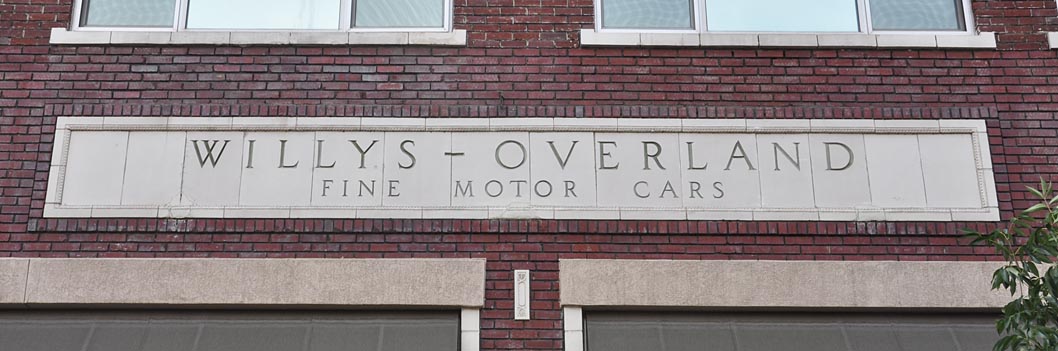 WILLYS - OVERLAND
FINE MOTOR CARS